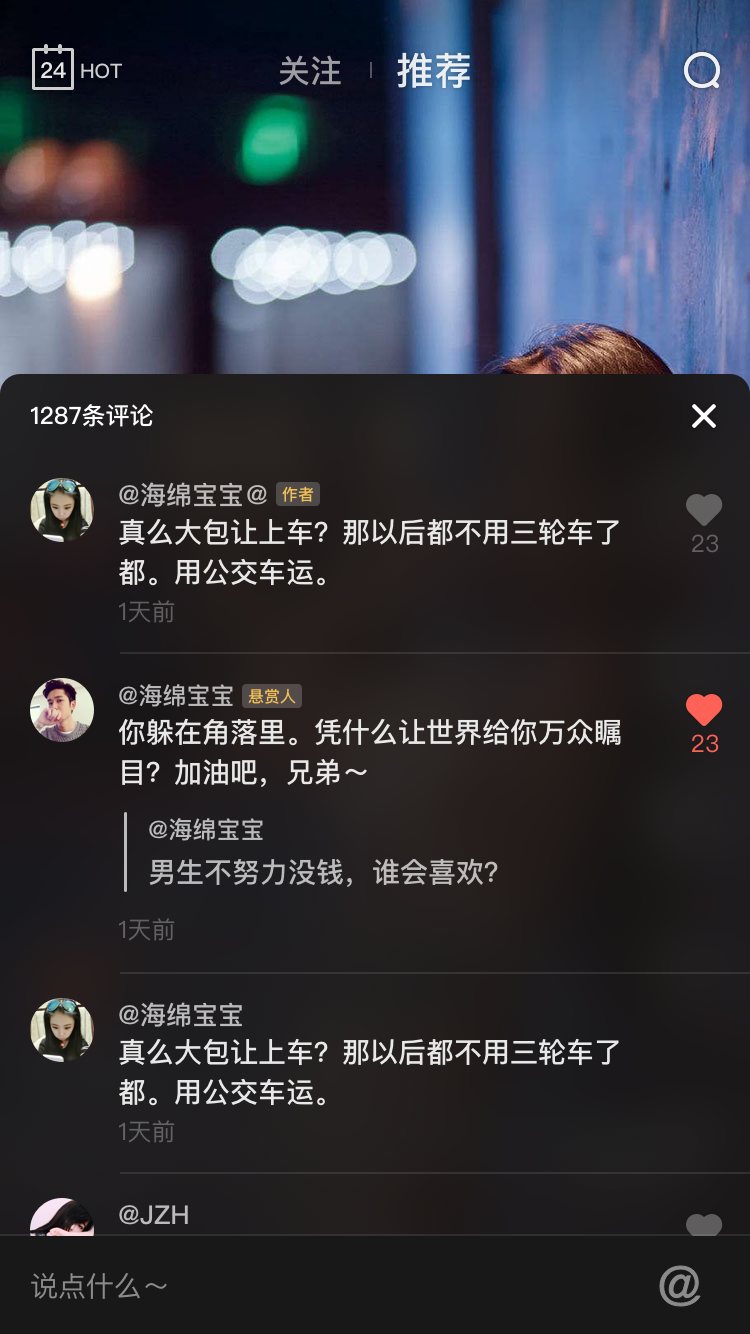 24 HOT 关注 推荐
1287条评论
@海绵宝宝@ 作者
真么大包让上车？那以后都不用三轮车了
都。用公交车运。
23
1天前
@海绵宝宝 悬赏人
你躲在角落里。凭什么让世界给你万众瞩
目？加油吧，兄弟～
23
@海绵宝宝
男生不努力没钱，谁会喜欢?
1天前
@海绵宝宝
真么大包让上车？那以后都不用三轮车了
都。用公交车运。
1天前
@JZH
说点什么～ @